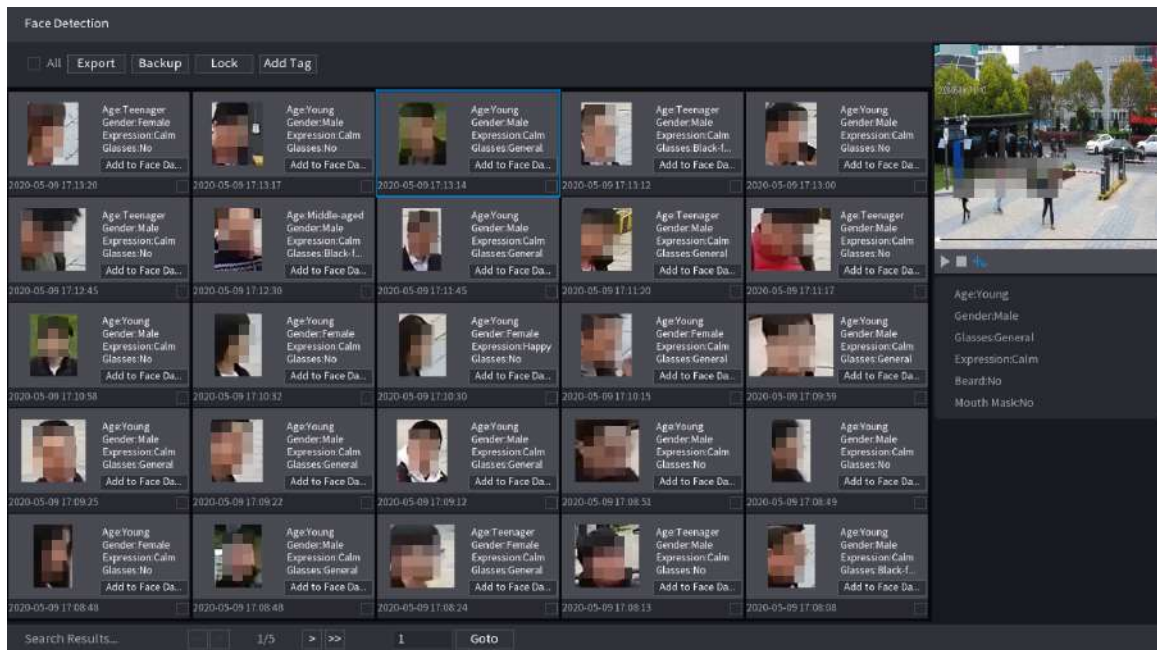 Face Detection
All Export Backup Lock Add Tag
Age:Teenager
Gender:Female
Expression:Calm
Glasses:No
Add to Face Da...
2020-05-09 17:13:20
Age:Young
Gender:Male
Expression:Calm
Glasses:No
Add to Face Da...
2020-05-09 17:13:17
Age:Young
Gender:Male
Expression:Calm
Glasses:General
Add to Face Da...
2020-05-09 17:13:14
Age:Teenager
Gender:Male
Expression:Calm
Glasses:Black-f...
Add to Face Da...
2020-05-09 17:13:12
Age:Young
Gender:Male
Expression:Calm
Glasses:No
Add to Face Da...
2020-05-09 17:13:00
Age:Teenager
Gender:Male
Expression:Calm
Glasses:No
Add to Face Da...
2020-05-09 17:12:45
Age:Middle-aged
Gender:Male
Expression:Calm
Glasses:Black-f...
Add to Face Da...
2020-05-09 17:12:30
Age:Young
Gender:Male
Expression:Calm
Glasses:General
Add to Face Da...
2020-05-09 17:11:45
Age:Teenager
Gender:Male
Expression:Calm
Glasses:General
Add to Face Da...
2020-05-09 17:11:20
Age:Teenager
Gender:Male
Expression:Calm
Glasses:No
Add to Face Da...
2020-05-09 17:11:17
Age:Young
Gender:Male
Expression:Calm
Glasses:No
Add to Face Da...
2020-05-09 17:10:58
Age:Young
Gender:Female
Expression:Calm
Glasses:No
Add to Face Da...
2020-05-09 17:10:32
Age:Young
Gender:Female
Expression:Happy
Glasses:No
Add to Face Da...
2020-05-09 17:10:30
Age:Young
Gender:Female
Expression:Calm
Glasses:General
Add to Face Da...
2020-05-09 17:10:15
Age:Young
Gender:Male
Expression:Calm
Glasses:General
Add to Face Da...
2020-05-09 17:09:59
Age:Young
Gender:Male
Expression:Calm
Glasses:General
Add to Face Da...
2020-05-09 17:09:25
Age:Young
Gender:Male
Expression:Calm
Glasses:General
Add to Face Da...
2020-05-09 17:09:22
Age:Young
Gender:Male
Expression:Calm
Glasses:General
Add to Face Da...
2020-05-09 17:09:12
Age:Young
Gender:Male
Expression:Calm
Glasses:No
Add to Face Da...
2020-05-09 17:08:51
Age:Young
Gender:Male
Expression:Calm
Glasses:No
Add to Face Da...
2020-05-09 17:08:49
Age:Young
Gender:Female
Expression:Calm
Glasses:No
Add to Face Da...
2020-05-09 17:08:48
Age:Young
Gender:Male
Expression:Calm
Glasses:General
Add to Face Da...
2020-05-09 17:08:48
Age:Teenager
Gender:Female
Expression:Calm
Glasses:General
Add to Face Da...
2020-05-09 17:08:24
Age:Teenager
Gender:Male
Expression:Calm
Glasses:No
Add to Face Da...
2020-05-09 17:08:13
Age:Young
Gender:Male
Expression:Calm
Glasses:Black-f...
Add to Face Da...
2020-05-09 17:08:08
Age:Young
Gender:Male
Glasses:General
Expression:Calm
Beard:No
Mouth Mask:No
Search Results... 1/5 > >> 1 Goto